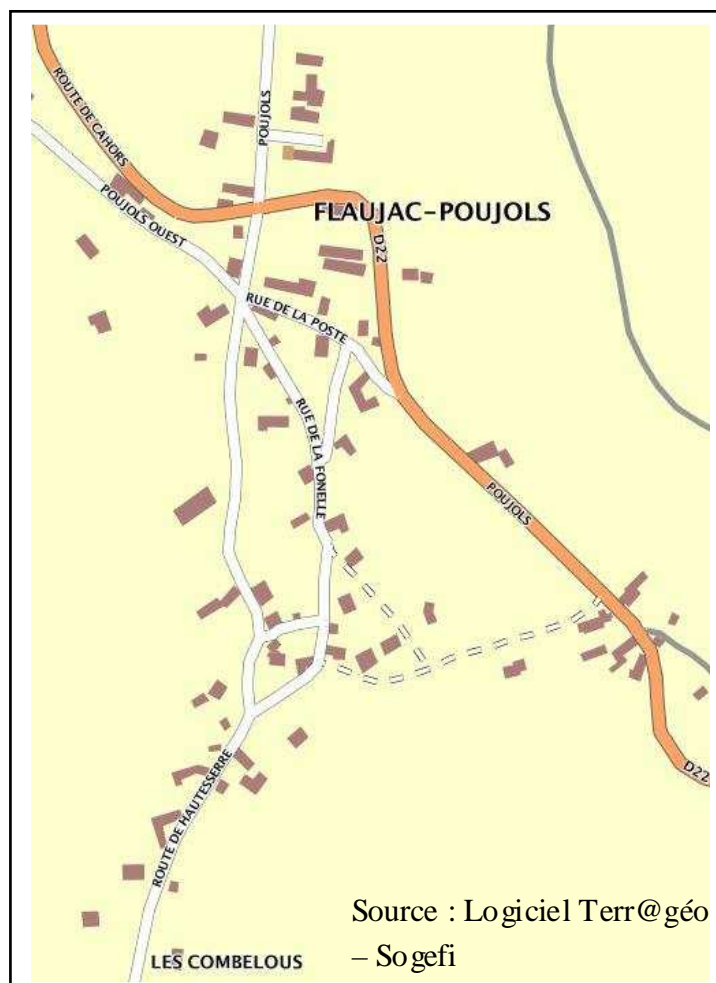 ROUTE DE CAHORS
POUJOLS
POUJOLS OUEST
FLAUJAC-POUJOLS
D22
RUE DE LA POSTE
RUE DE LA FONELLE
POUJOLS
D22
ROUTE DE HAUTESSERRE
LES COMBELOUS
Source : Logiciel Terr@géo
– Sogefi